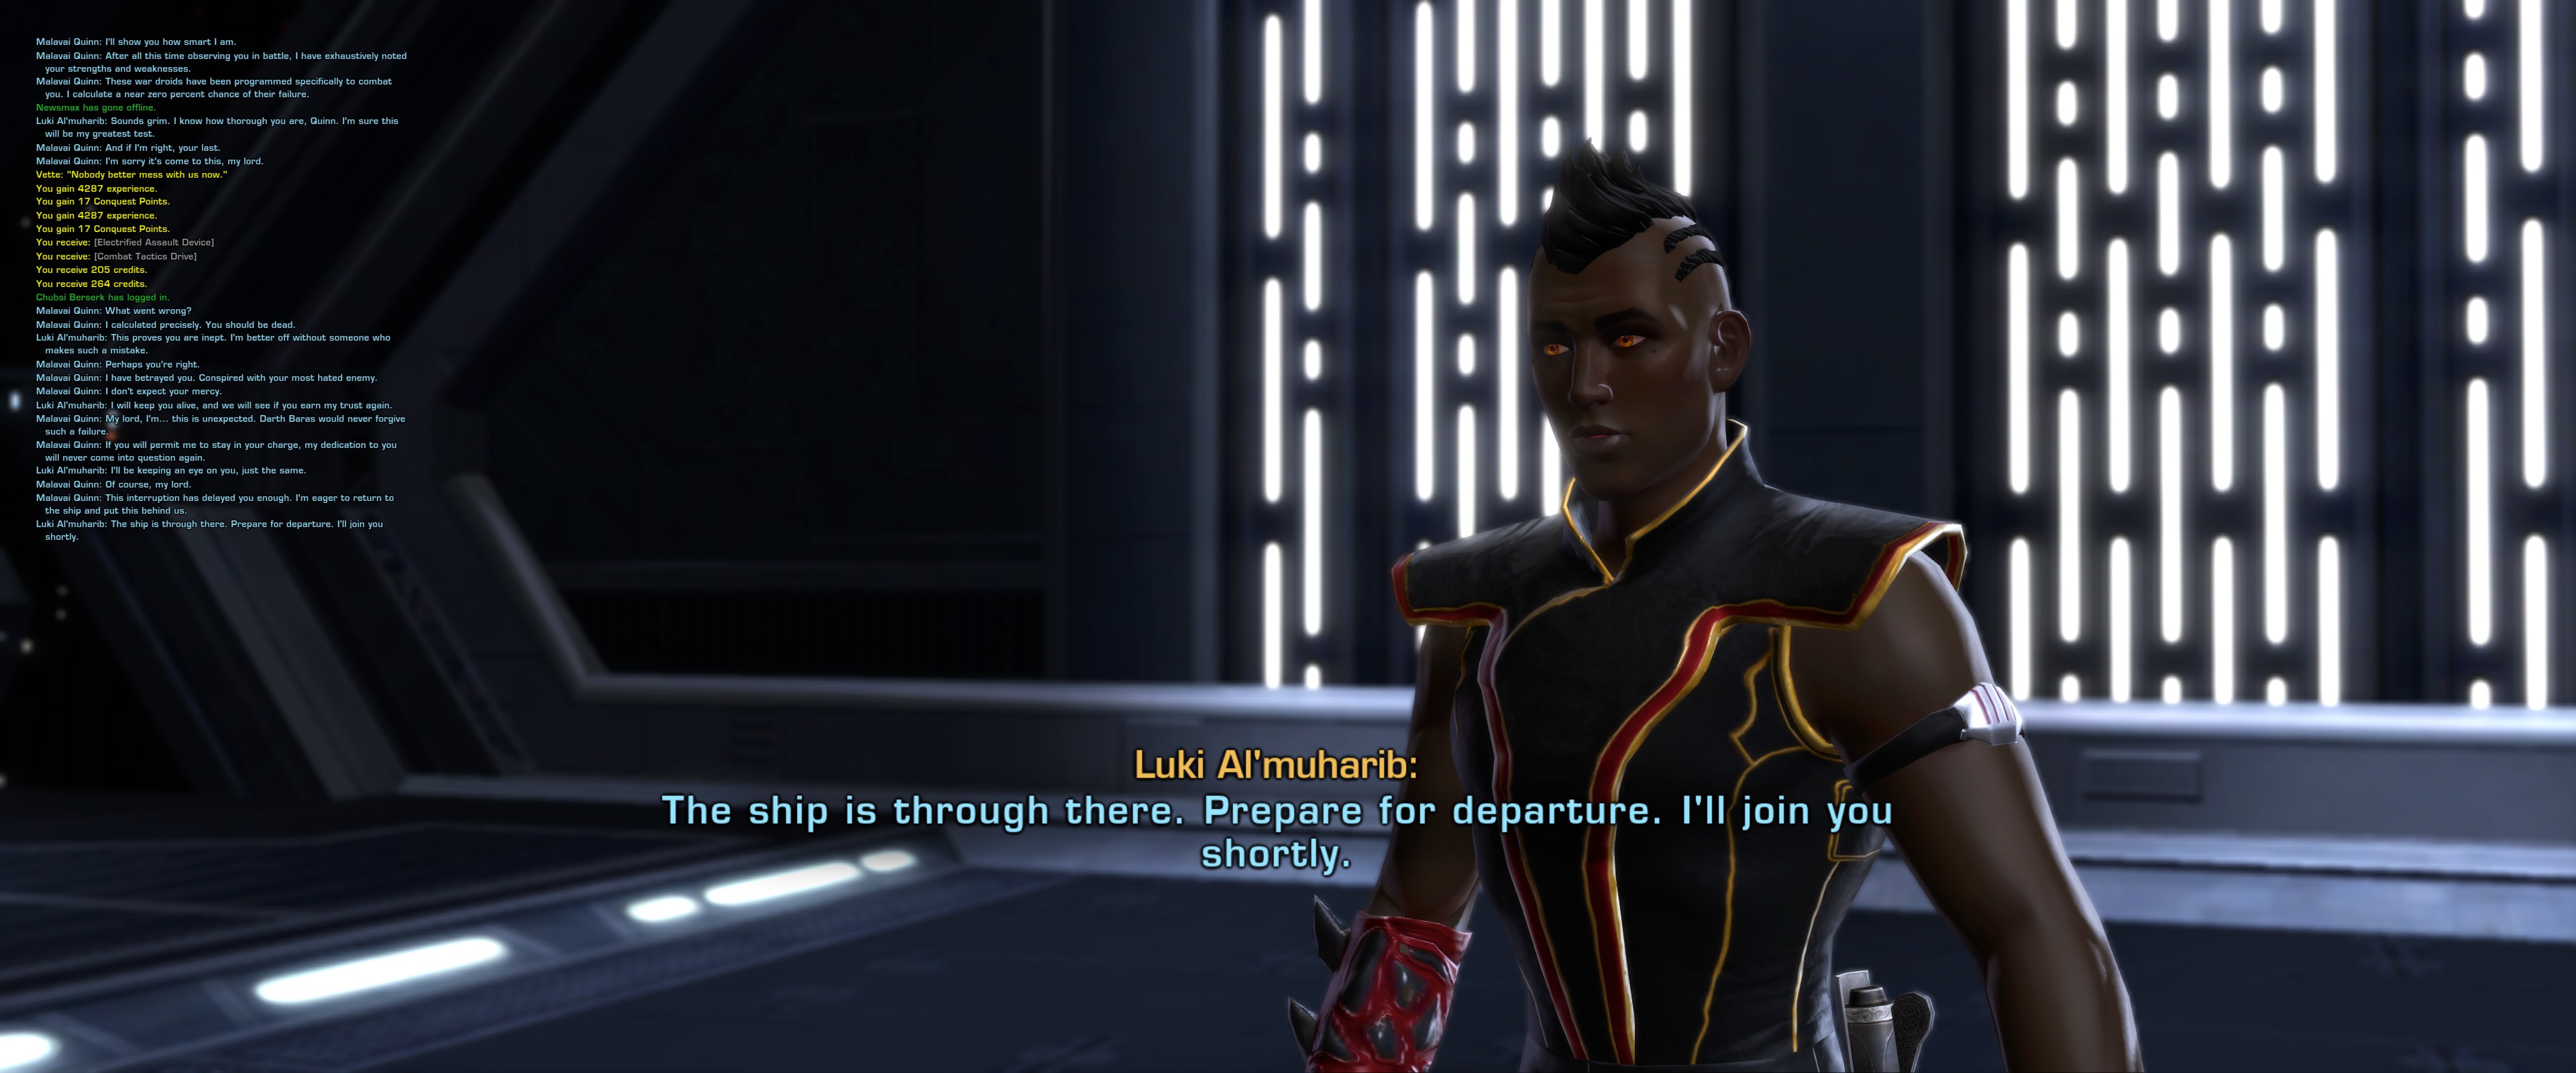 Malavai Quinn: I'll show you how smart I am.
Malavai Quinn: After all this time observing you in battle, I have exhaustively noted
your strengths and weaknesses.
Malavai Quinn: These war droids have been programmed specifically to combat
you. I calculate a near zero percent chance of their failure.
Newsmax has gone offline.
Luki Al'muharib: Sounds grim. I know how thorough you are, Quinn. I'm sure this
will be my greatest test.
Malavai Quinn: And if I'm right, your last.
Malavai Quinn: I'm sorry it's come to this, my lord.
Vette: "Nobody better mess with us now."
You gain 4287 experience.
You gain 17 Conquest Points.
You gain 4287 experience.
You gain 17 Conquest Points.
You receive: [Electrified Assault Device]
You receive: [Combat Tactics Drive]
You receive 205 credits.
You receive 264 credits.
Chubsi Berserk has logged in.
Malavai Quinn: What went wrong?
Malavai Quinn: I calculated precisely. You should be dead.
Luki Al'muharib: This proves you are inept. I'm better off without someone who
makes such a mistake.
Malavai Quinn: Perhaps you're right.
Malavai Quinn: I have betrayed you. Conspired with your most hated enemy.
Malavai Quinn: I don't expect your mercy.
Luki Al'muharib: I will keep you alive, and we will see if you earn my trust again.
Malavai Quinn: My lord, I'm... this is unexpected. Darth Baras would never forgive
such a failure.
Malavai Quinn: If you will permit me to stay in your charge, my dedication to you
will never come into question again.
Luki Al'muharib: I'll be keeping an eye on you, just the same.
Malavai Quinn: Of course, my lord.
Malavai Quinn: This interruption has delayed you enough. I'm eager to return to
the ship and put this behind us.
Luki Al'muharib: The ship is through there. Prepare for departure. I'll join you
shortly.
Luki Al'muharib:
The ship is through there. Prepare for departure. I'll join you
shortly.